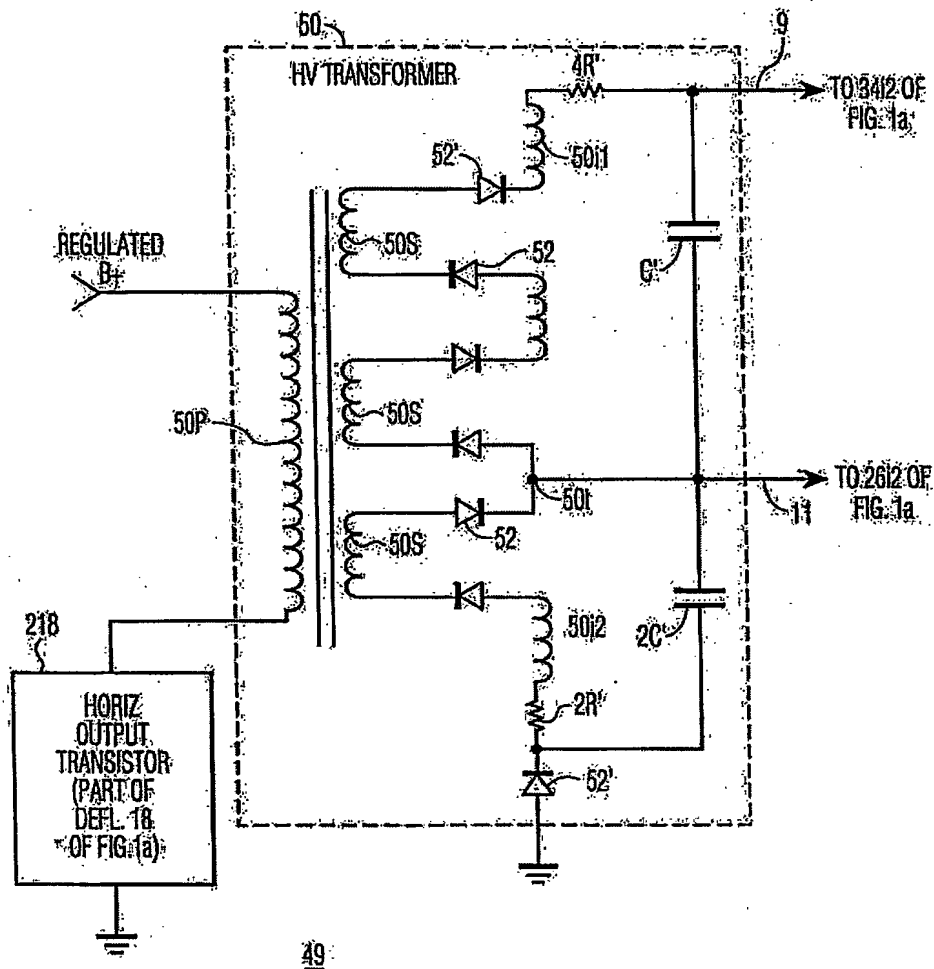 50
9
HV TRANSFORMER
4R'
TO 34I2 OF
FIG. 1a
52'
50i1
REGULATED
B+
50S
52
C'
50P
50S
50t
TO 26I2 OF
FIG. 1a
11
50S
52
218
50i2
2C'
HORIZ
OUTPUT
TRANSISTOR
(PART OF
DEFL. 18
OF FIG. 1(a)
2R'
52'
49